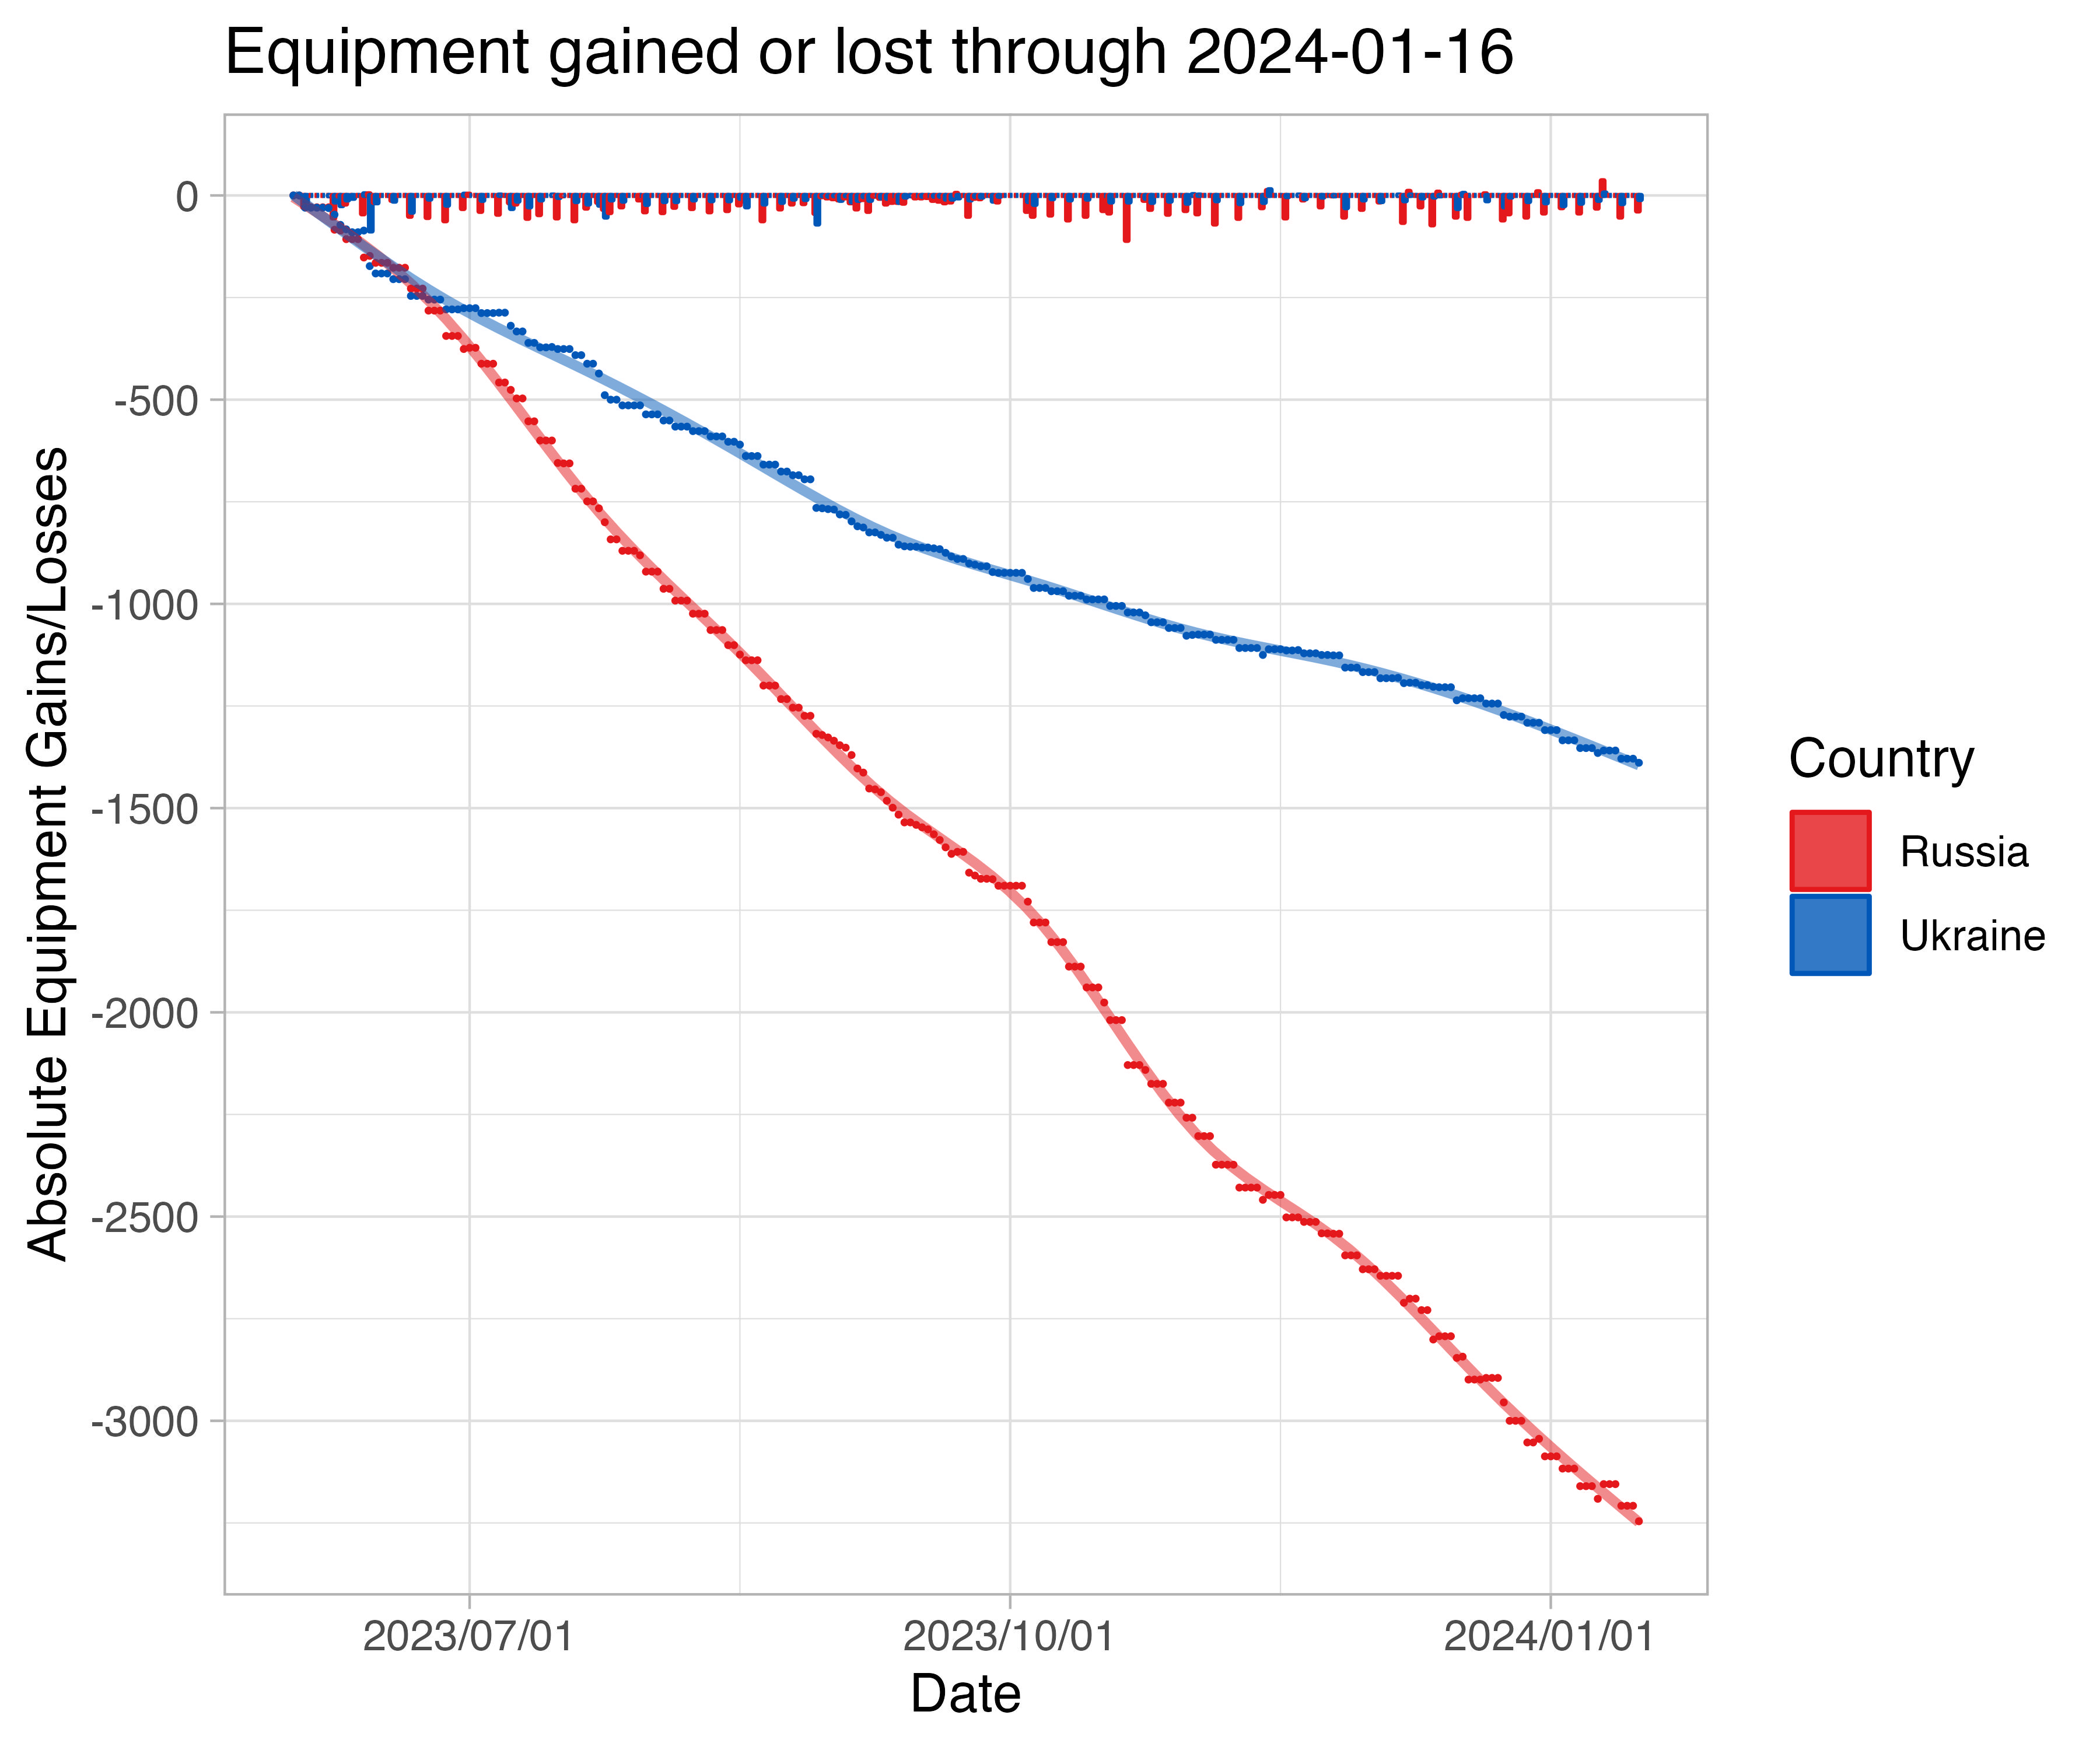 Equipment gained or lost through 2024-01-16
Absolute Equipment Gains/Losses
0
-500
-1000
-1500
-2000
-2500
-3000
2023/07/01
2023/10/01
2024/01/01
Date
Country
Russia
Ukraine